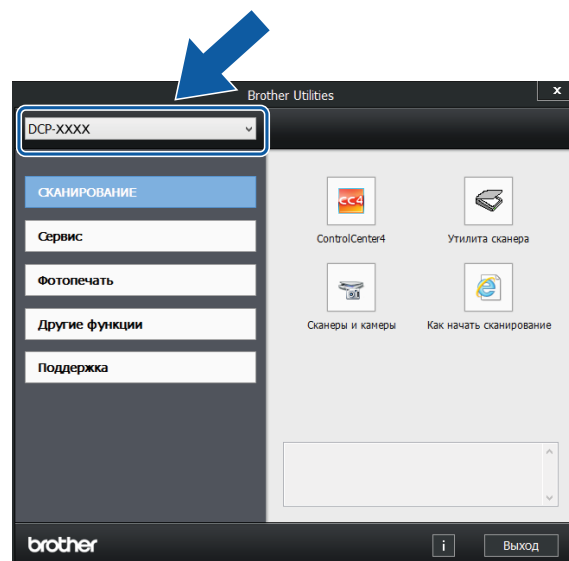 Brother Utilities
x
DCP-XXXX
СКАНИРОВАНИЕ
Сервис
Фотопечать
Другие функции
Поддержка
CC4
ControlCenter4
Утилита сканера
Сканеры и камеры
Как начать сканирование
brother
i
Выход